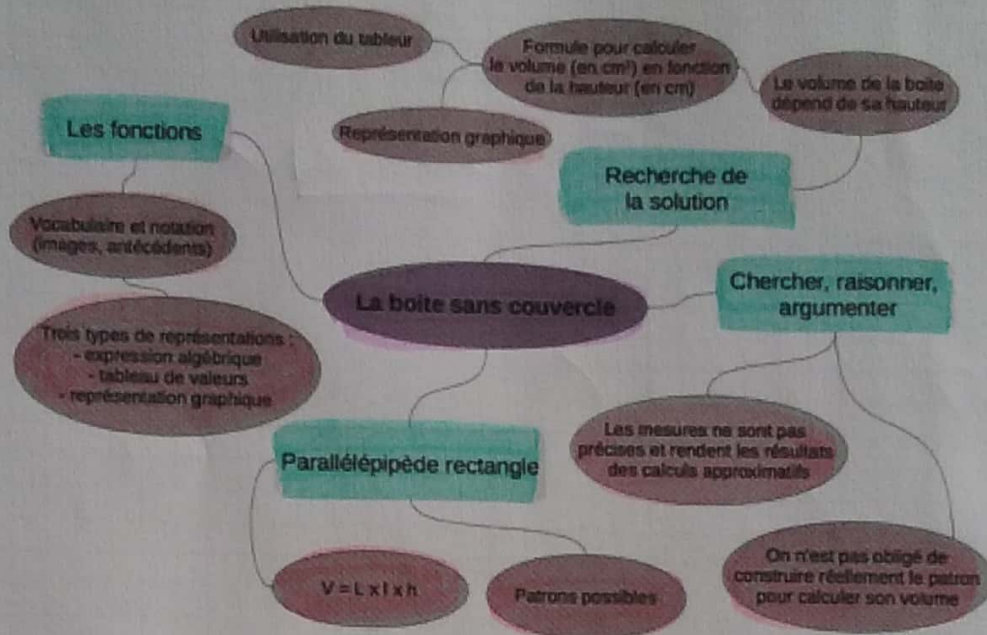 Utilisation du tableur
Formule pour calculer
le volume (en cm³) en fonction
de la hauteur (en cm)
Le volume de la boite
dépend de sa hauteur
Représentation graphique
Les fonctions
Recherche de
la solution
Vocabulaire et notation
(images, antécédents)
La boite sans couvercle
Chercher, raisonner,
argumenter
Trois types de représentations :
- expression algébrique
- tableau de valeurs
- représentation graphique
Les mesures ne sont pas
précises et rendent les résultats
des calculs approximatifs
Parallélépipède rectangle
On n'est pas obligé de
construire réellement le patron
pour calculer son volume
V = L x l x h
Patrons possibles